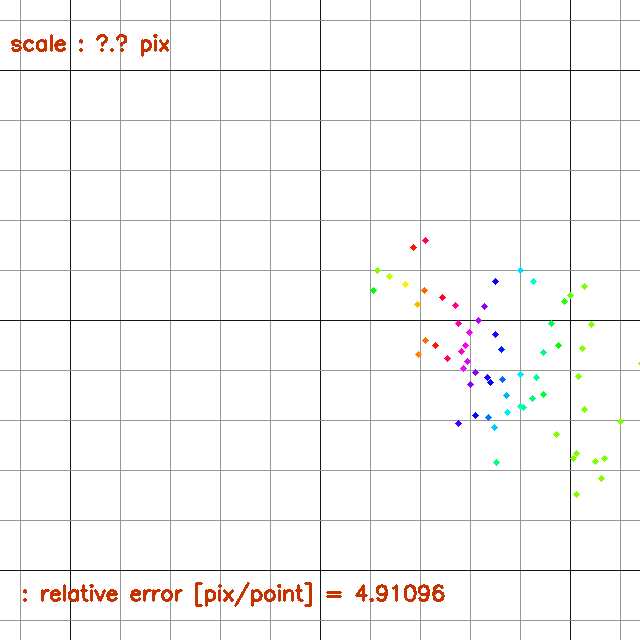 scale : ?.? pix
: relative error [pix/point] = 4.91096